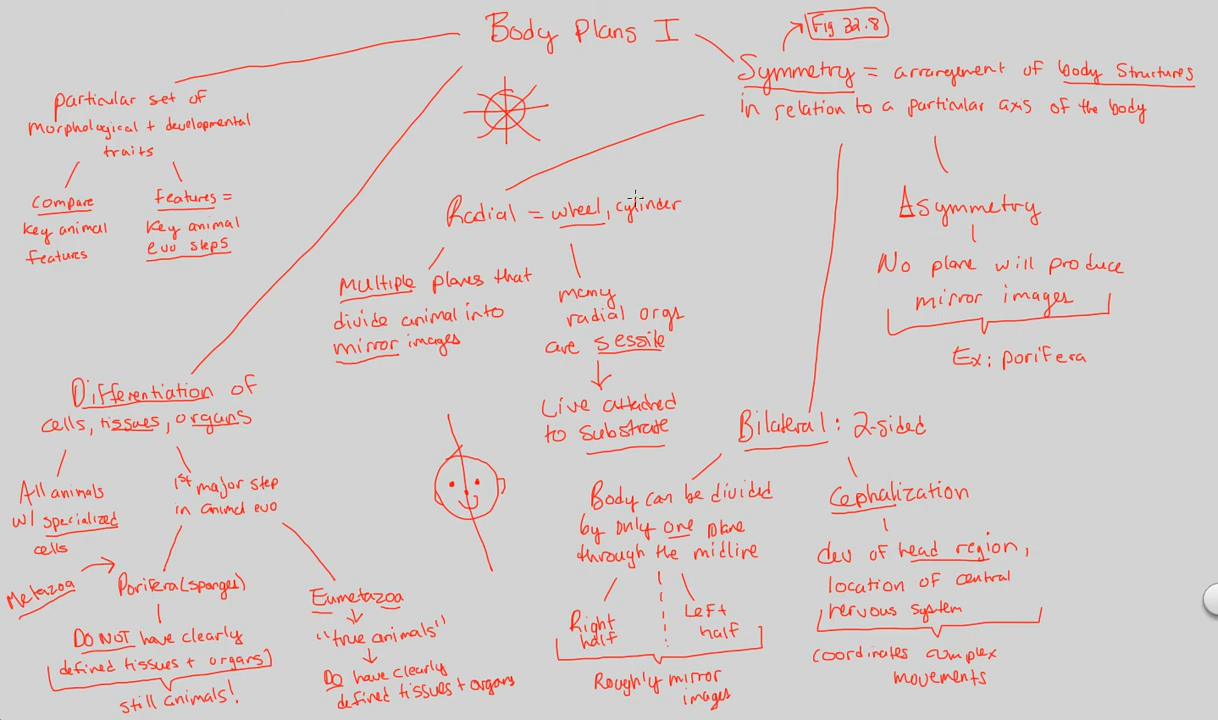 Body Plans I
Fig 32.8
Symmetry = arrangement of body structures
in relation to a particular axis of the body
particular set of
morphological + developmental
traits
compare
key animal
features
features =
key animal
evo steps
Radial = wheel, cylinder
Multiple planes that
divide animal into
mirror images
many
radial orgs
are sessile
Live attached
to substrate
Asymmetry
No plane will produce
mirror images
Ex: porifera
Differentiation of
cells, tissues, organs
All animals
w/ specialized
cells
1st major step
in animal evo
Metazoa
Porifera (sponges)
DO NOT have clearly
defined tissues + organs
still animals!
Eumetazoa
"true animals"
Do have clearly
defined tissues + organs
Bilateral: 2-sided
Body can be divided
by only one plane
through the midline
Right
half
Left
half
Roughly mirror
images
cephalization
dev of head region,
location of central
nervous system
coordinates complex
movements